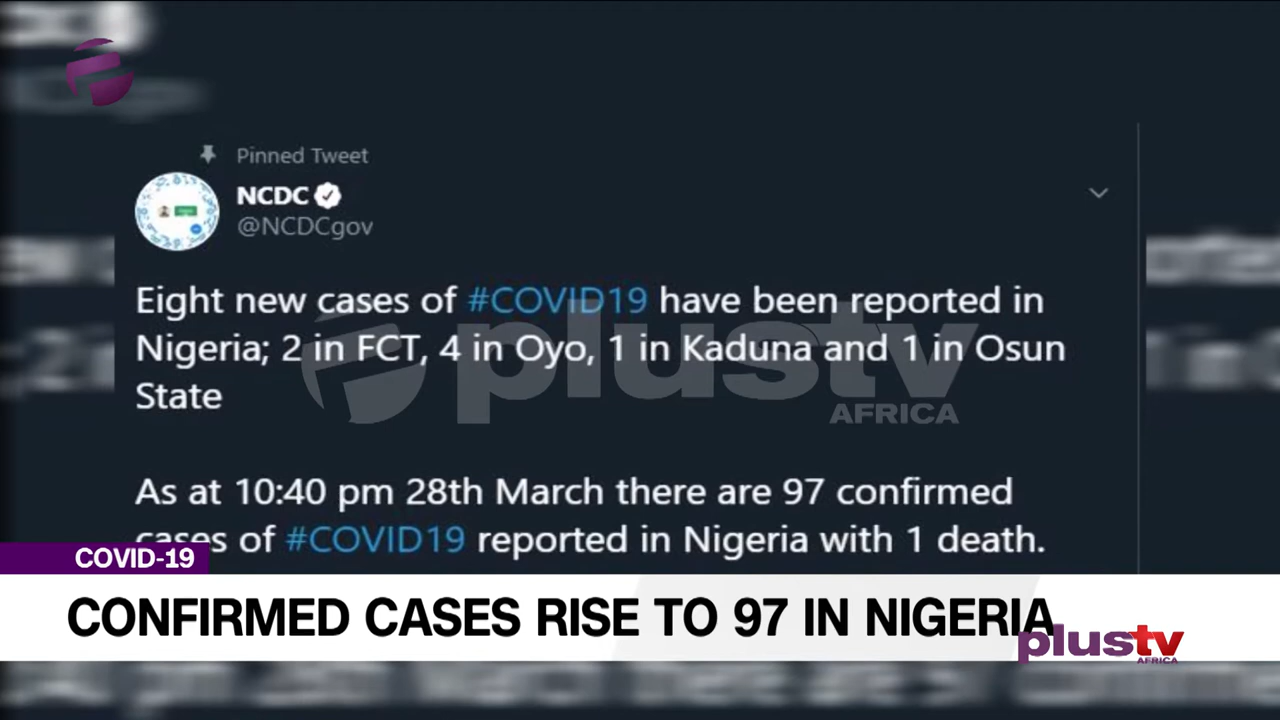 Pinned Tweet
NCDC
@NCDCgov
Eight new cases of #COVID19 have been reported in
Nigeria; 2 in FCT, 4 in Oyo, 1 in Kaduna and 1 in Osun
State
plustv
AFRICA
As at 10:40 pm 28th March there are 97 confirmed
cases of #COVID19 reported in Nigeria with 1 death.
COVID-19
CONFIRMED CASES RISE TO 97 IN NIGERIA
plustv
AFRICA